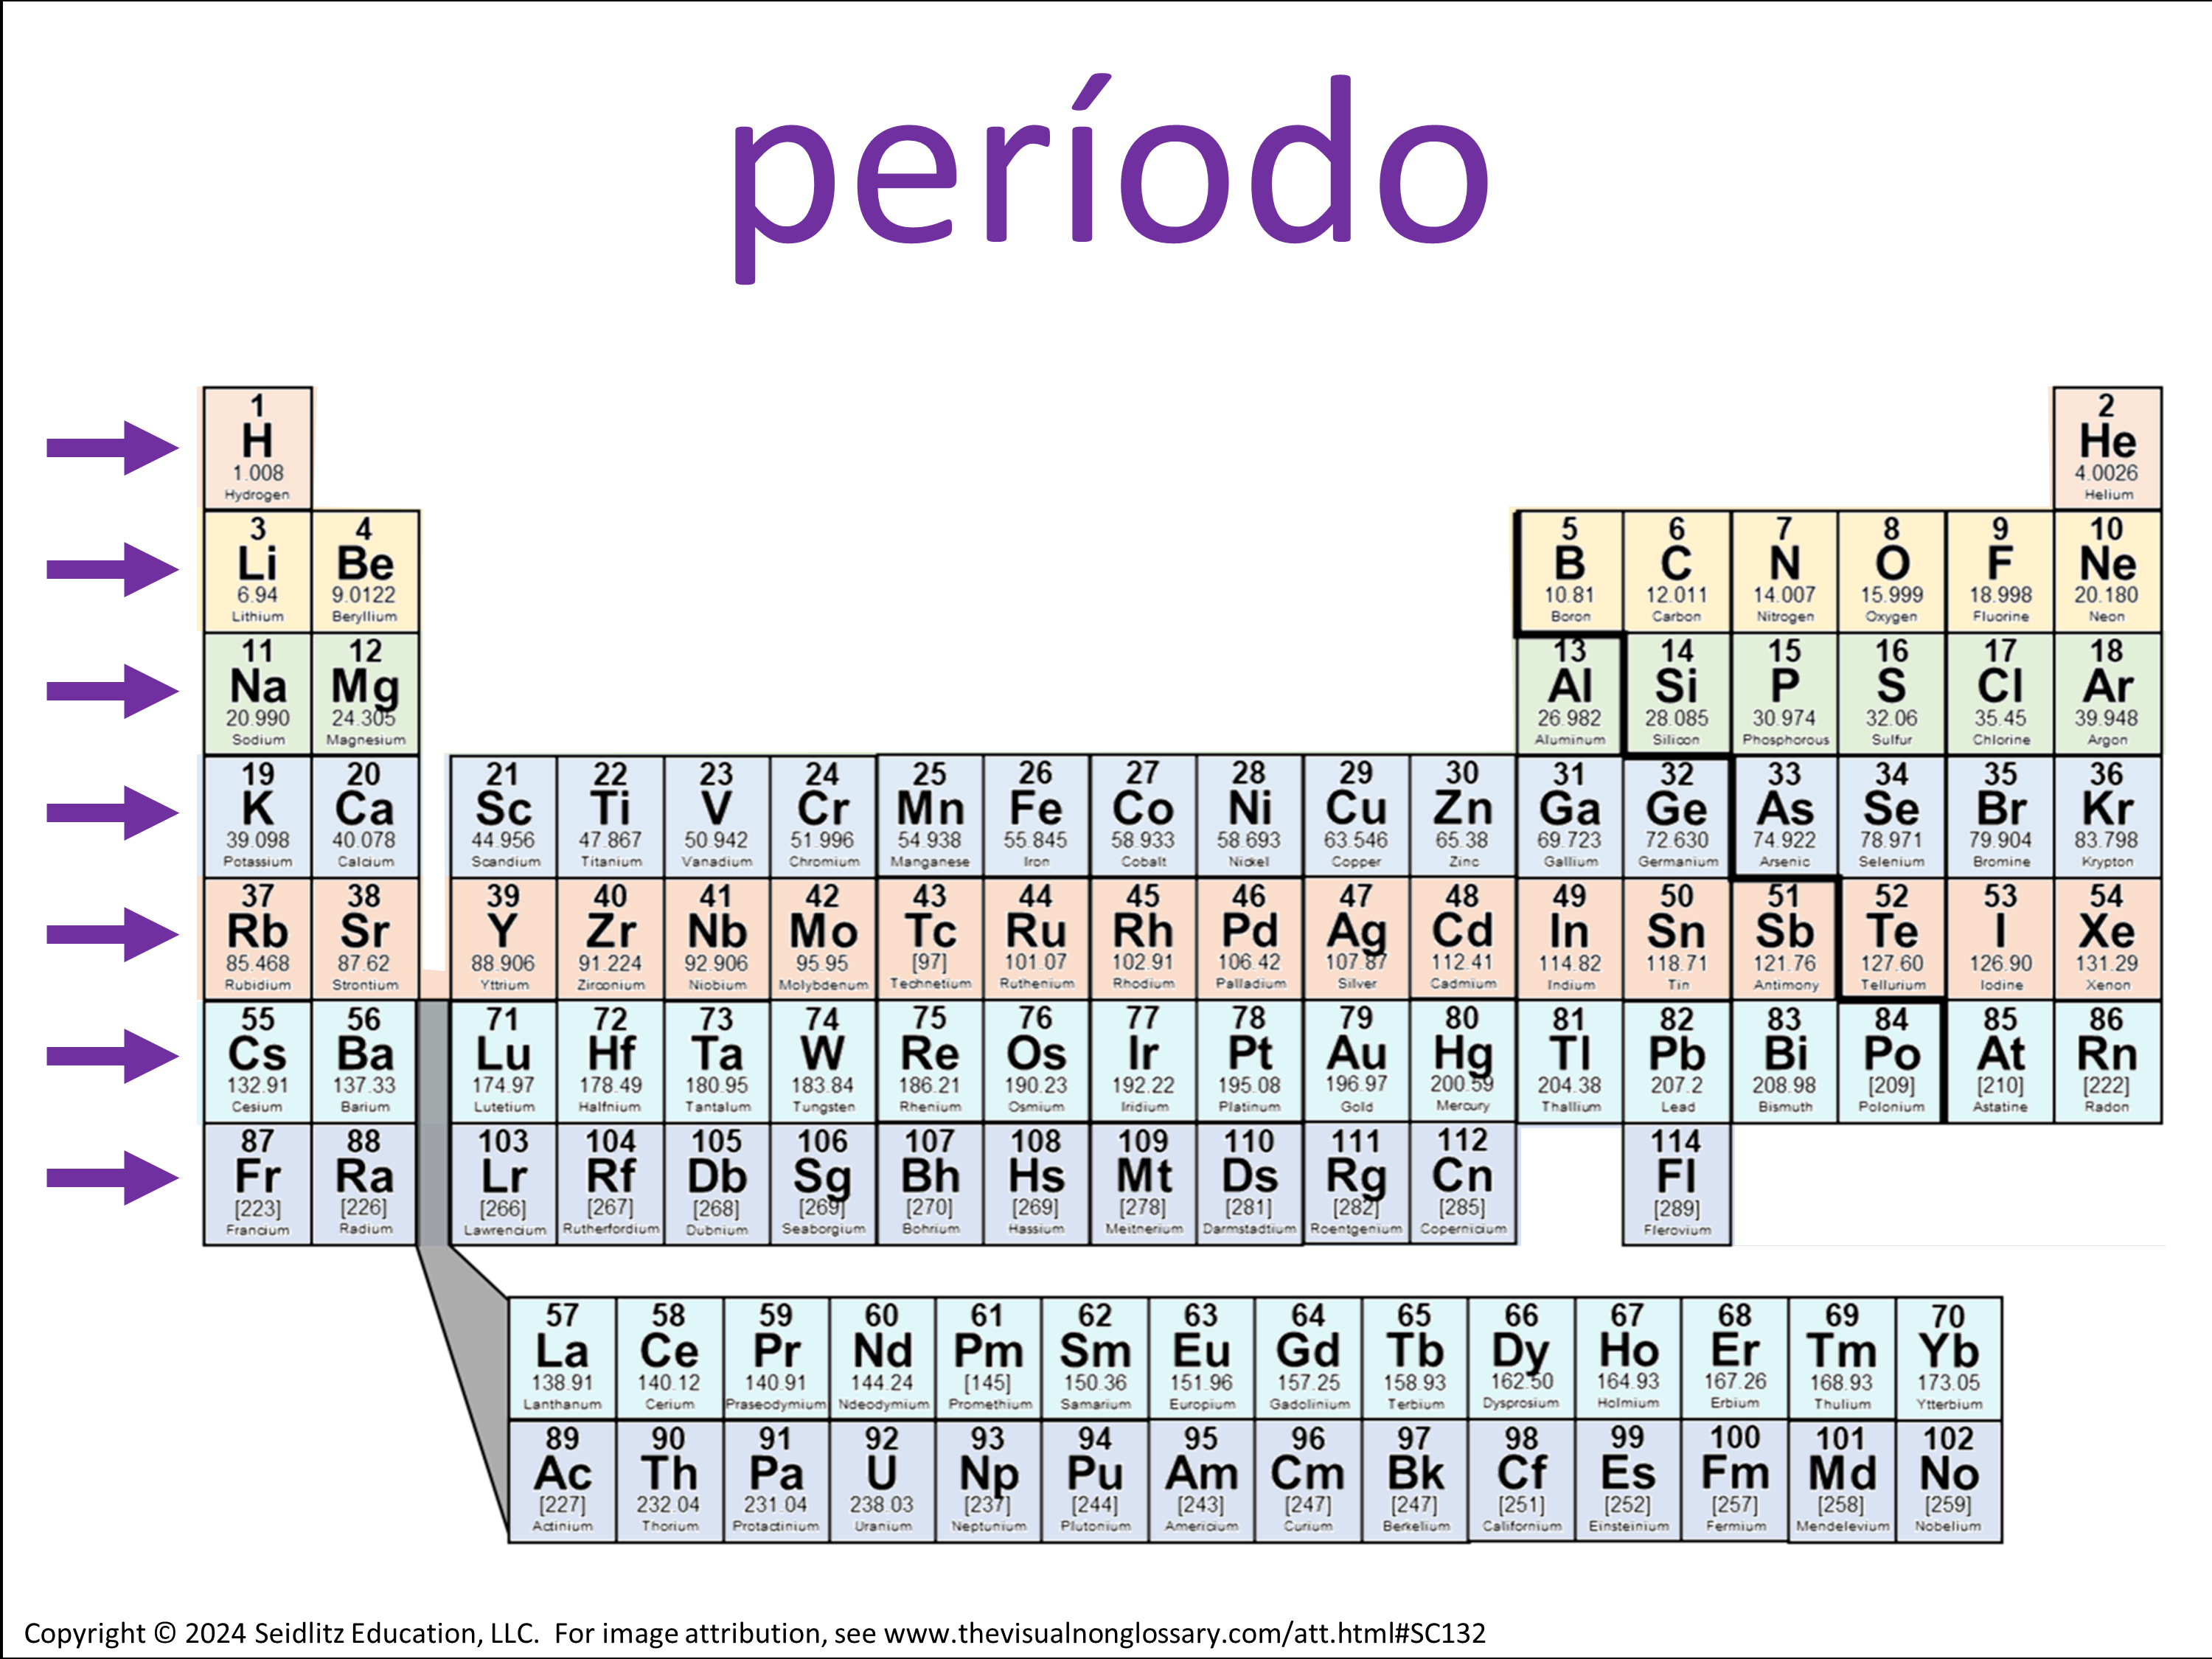 período
1 2
H He
1.008 4.0026
Hydrogen Helium
3 4 5 6 7 8 9 10
Li Be B C N O F Ne
6.94 9.0122 10.81 12.011 14.007 15.999 18.998 20.180
Lithium Beryllium Boron Carbon Nitrogen Oxygen Fluorine Neon
11 12 13 14 15 16 17 18
Na Mg Al Si P S Cl Ar
20.990 24.305 26.982 28.085 30.974 32.06 35.45 39.948
Sodium Magnesium Aluminum Silicon Phosphorous Sulfur Chlorine Argon
19 20 21 22 23 24 25 26 27 28 29 30 31 32 33 34 35 36
K Ca Sc Ti V Cr Mn Fe Co Ni Cu Zn Ga Ge As Se Br Kr
39.098 40.078 44.956 47.867 50.942 51.996 54.938 55.845 58.933 58.693 63.546 65.38 69.723 72.630 74.922 78.971 79.904 83.798
Potassium Calcium Scandium Titanium Vanadium Chromium Manganese Iron Cobalt Nickel Copper Zinc Gallium Germanium Arsenic Selenium Bromine Krypton
37 38 39 40 41 42 43 44 45 46 47 48 49 50 51 52 53 54
Rb Sr Y Zr Nb Mo Tc Ru Rh Pd Ag Cd In Sn Sb Te I Xe
85.468 87.62 88.906 91.224 92.906 95.95 [97] 101.07 102.91 106.42 107.87 112.41 114.82 118.71 121.76 127.60 126.90 131.29
Rubidium Strontium Yttrium Zirconium Niobium Molybdenum Technetium Ruthenium Rhodium Palladium Silver Cadmium Indium Tin Antimony Tellurium Iodine Xenon
55 56 71 72 73 74 75 76 77 78 79 80 81 82 83 84 85 86
Cs Ba Lu Hf Ta W Re Os Ir Pt Au Hg Tl Pb Bi Po At Rn
132.91 137.33 174.97 178.49 180.95 183.84 186.21 190.23 192.22 195.08 196.97 200.59 204.38 207.2 208.98 [209] [210] [222]
Cesium Barium Lutetium Halfnium Tantalum Tungsten Rhenium Osmium Iridium Platinum Gold Mercury Thallium Lead Bismuth Polonium Astatine Radon
87 88 103 104 105 106 107 108 109 110 111 112 114
Fr Ra Lr Rf Db Sg Bh Hs Mt Ds Rg Cn Fl
[223] [226] [266] [267] [268] [269] [270] [269] [278] [281] [282] [285] [289]
Francium Radium Lawrencium Rutherfordium Dubnium Seaborgium Bohrium Hassium Meitnerium Darmstadtium Roentgenium Copernicium Flerovium
57 58 59 60 61 62 63 64 65 66 67 68 69 70
La Ce Pr Nd Pm Sm Eu Gd Tb Dy Ho Er Tm Yb
138.91 140.12 140.91 144.24 [145] 150.36 151.96 157.25 158.93 162.50 164.93 167.26 168.93 173.05
Lanthanum Cerium Praseodymium Ndeodymium Promethium Samarium Europium Gadolinium Terbium Dysprosium Holmium Erbium Thulium Ytterbium
89 90 91 92 93 94 95 96 97 98 99 100 101 102
Ac Th Pa U Np Pu Am Cm Bk Cf Es Fm Md No
[227] 232.04 231.04 238.03 [237] [244] [243] [247] [247] [251] [252] [257] [258] [259]
Actinium Thorium Protactinium Uranium Neptunium Plutonium Americium Curium Berkelium Californium Einsteinium Fermium Mendelevium Nobelium
Copyright © 2024 Seidlitz Education, LLC. For image attribution, see www.thevisualnonglossary.com/att.html#SC132